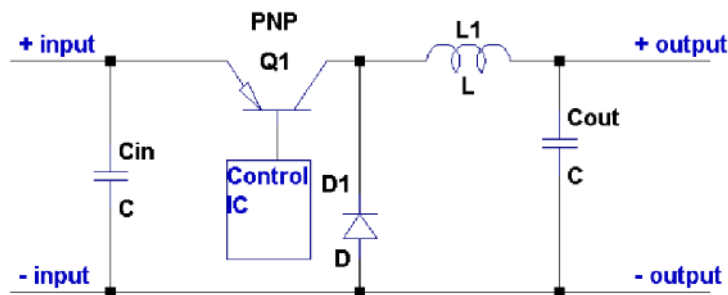 PNP
+ input
Q1
L1
+ output
L
Cin
C
Control
IC
D1
D
Cout
C
- input
- output